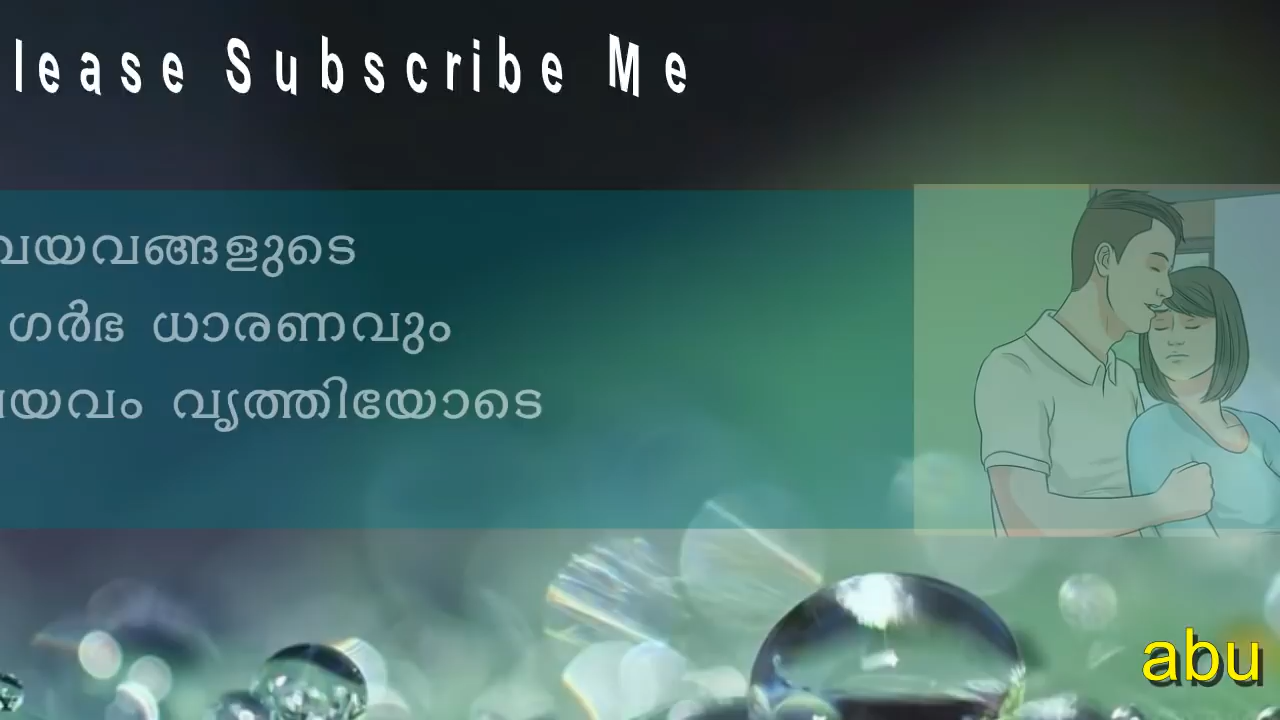 lease Subscribe Me
വയവങ്ങളുടെ
ഗർഭ ധാരണവും
യവം വൃത്തിയോടെ
abu